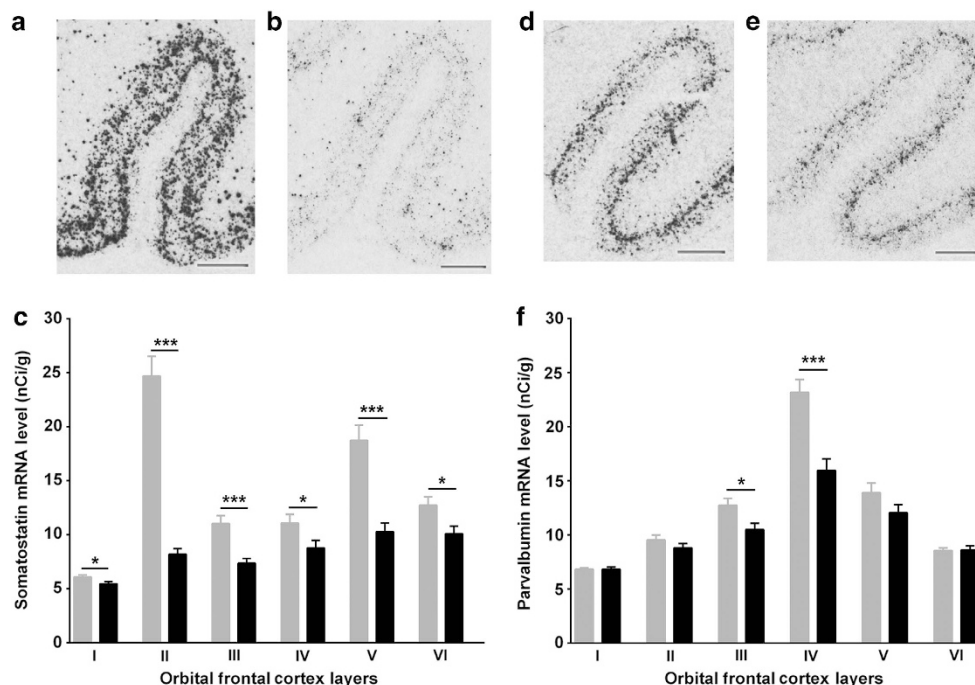 a
b
d
e
c
Somatostatin mRNA level (nCi/g)
30
25
20
15
10
5
0
***
***
***
*
*
*
I II III IV V VI
Orbital frontal cortex layers
f
Parvalbumin mRNA level (nCi/g)
30
25
20
15
10
5
0
***
*
I II III IV V VI
Orbital frontal cortex layers